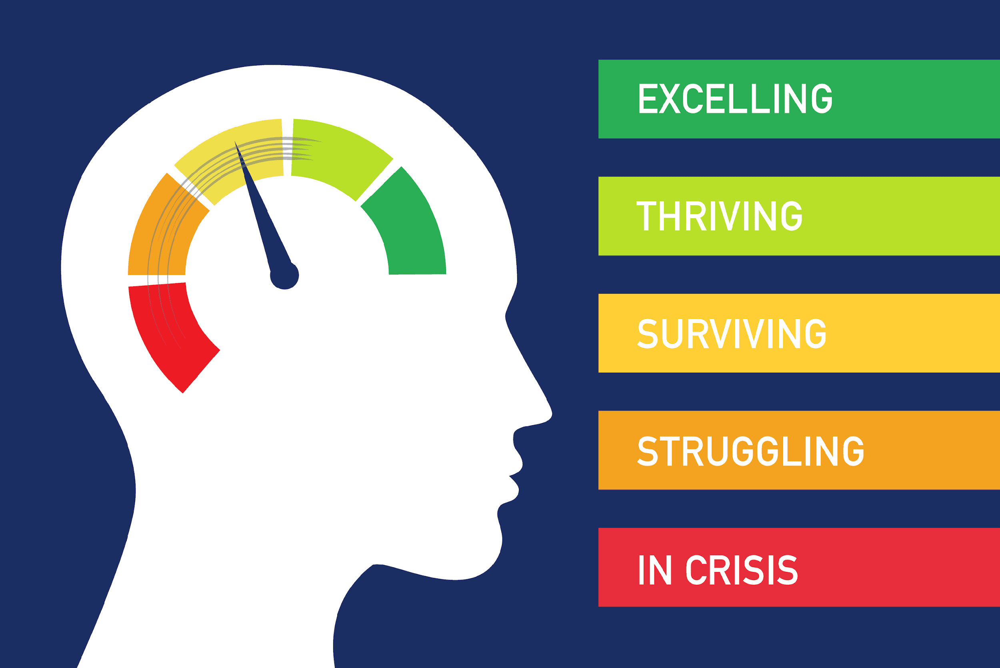 EXCELLING
THRIVING
SURVIVING
STRUGGLING
IN CRISIS